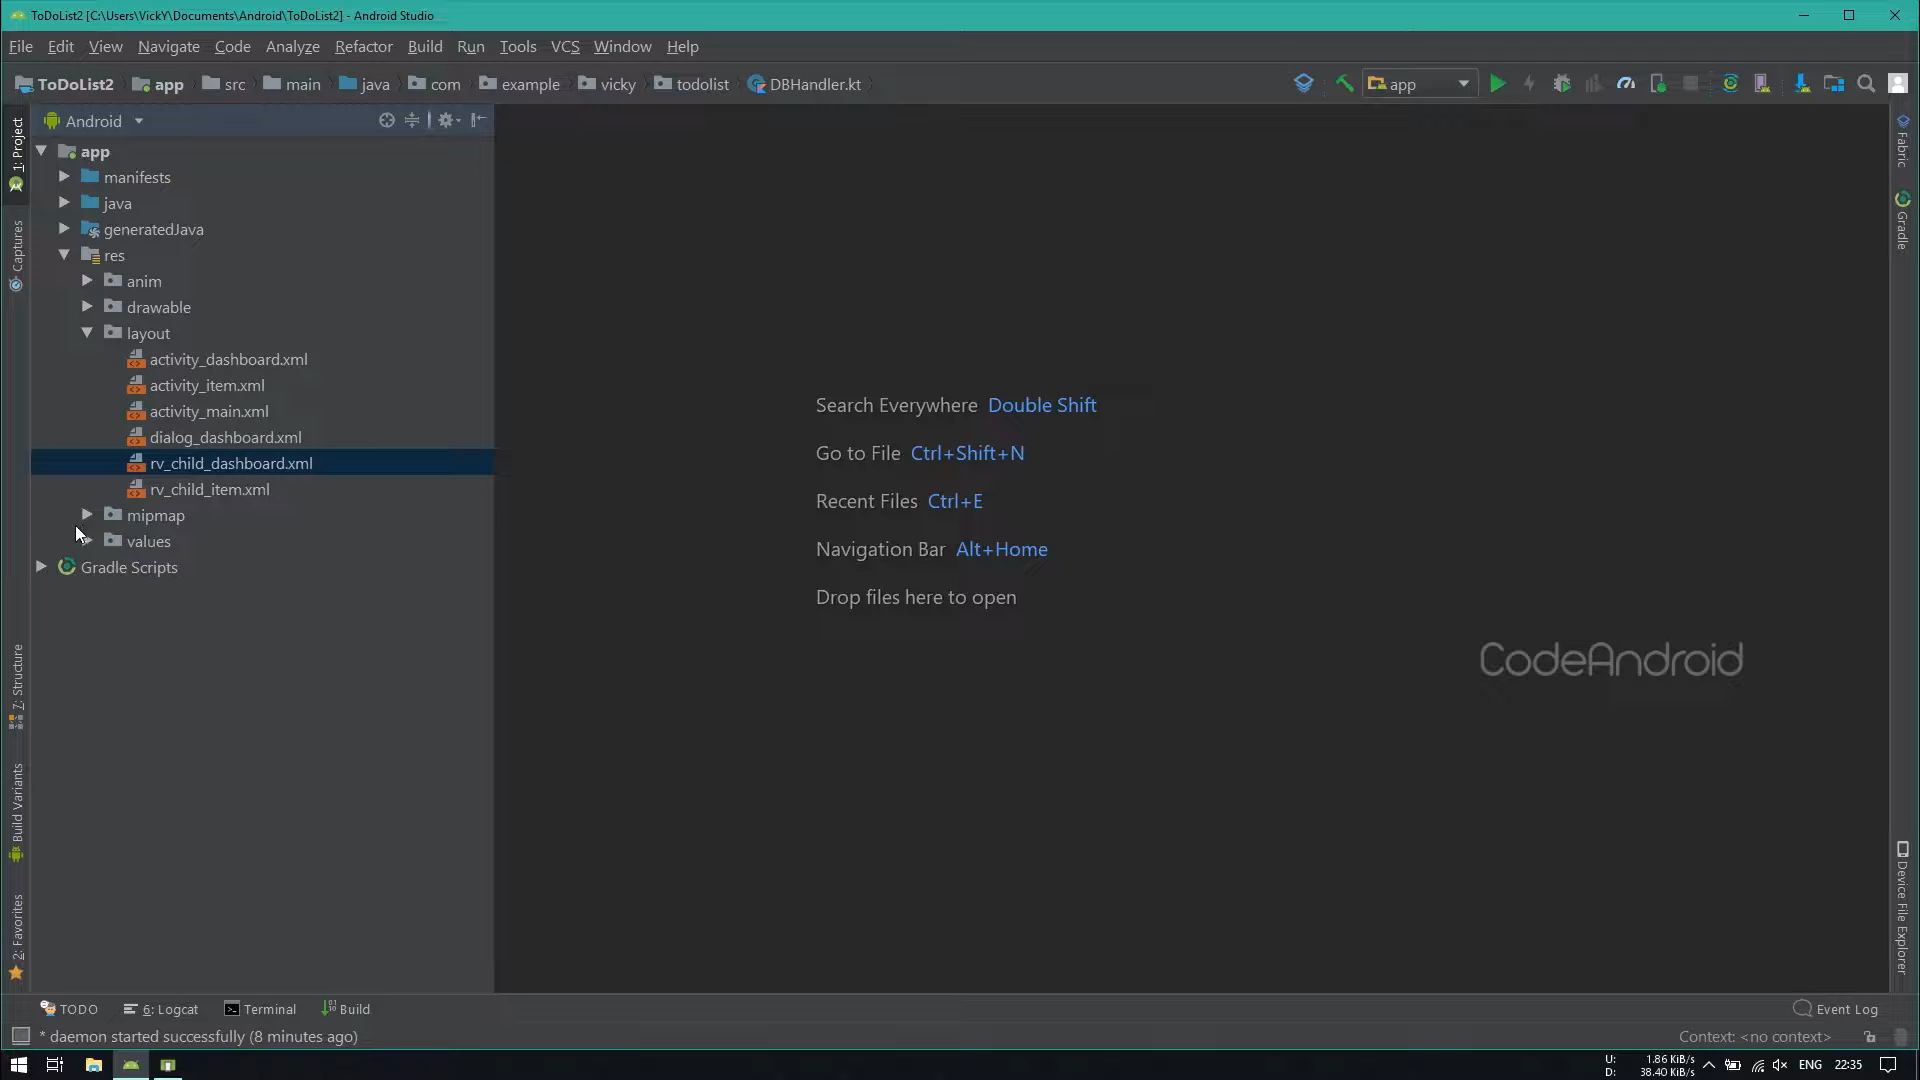 ToDoList2 [C:\Users\VickY\Documents\Android\ToDoList2] - Android Studio
File Edit View Navigate Code Analyze Refactor Build Run Tools VCS Window Help
ToDoList2 app src main java com example vicky todolist DBHandler.kt app
Android
app
manifests
java
generatedJava
res
anim
drawable
layout
activity_dashboard.xml
activity_item.xml
activity_main.xml
dialog_dashboard.xml
rv_child_dashboard.xml
rv_child_item.xml
mipmap
values
Gradle Scripts
1: Project
Captures
7: Structure
Build Variants
2: Favorites
Search Everywhere Double Shift
Go to File Ctrl+Shift+N
Recent Files Ctrl+E
Navigation Bar Alt+Home
Drop files here to open
CodeAndroid
Fabric
Gradle
Device File Explorer
TODO 6: Logcat Terminal Build Event Log
* daemon started successfully (8 minutes ago) Context: <no context>
U: 1.86 KiB/s
D: 38.40 KiB/s
ENG 22:35